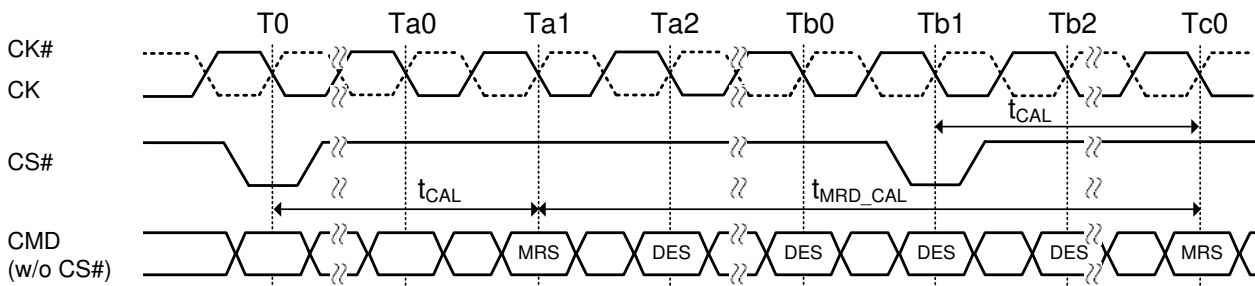 T0 Ta0 Ta1 Ta2 Tb0 Tb1 Tb2 Tc0
CK#
CK
tCAL
CS#
tCAL tMRD_CAL
CMD MRS DES DES DES DES MRS
(w/o CS#)